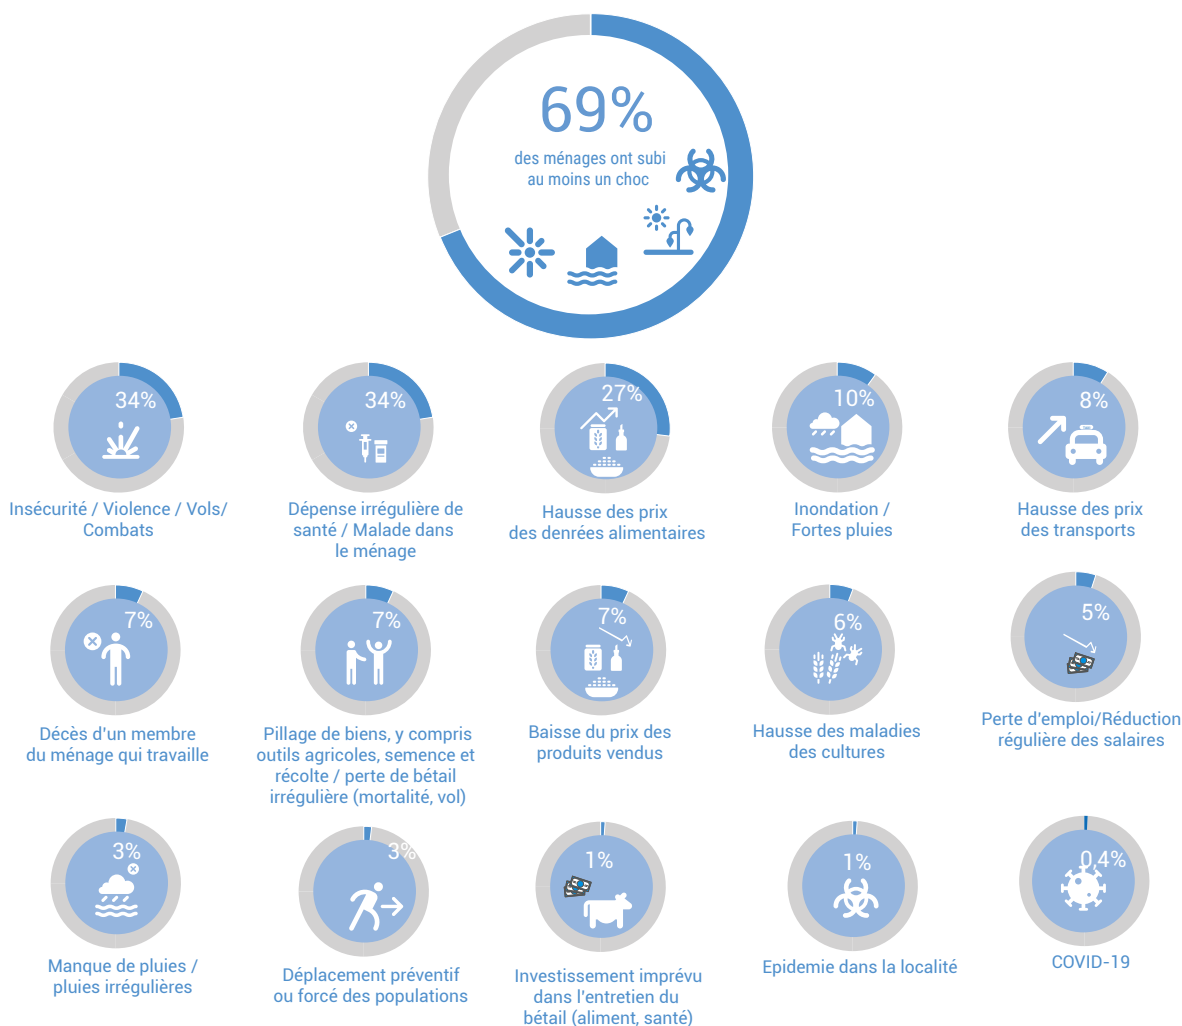 69%
des ménages ont subi
au moins un choc
34%
Insécurité / Violence / Vols/
Combats
34%
Dépense irrégulière de
santé / Malade dans
le ménage
27%
Hausse des prix
des denrées alimentaires
10%
Inondation /
Fortes pluies
8%
Hausse des prix
des transports
7%
Décès d'un membre
du ménage qui travaille
7%
Pillage de biens, y compris
outils agricoles, semence et
récolte / perte de bétail
irrégulière (mortalité, vol)
7%
Baisse du prix des
produits vendus
6%
Hausse des maladies
des cultures
5%
Perte d'emploi/Réduction
régulière des salaires
3%
Manque de pluies /
pluies irrégulières
3%
Déplacement préventif
ou forcé des populations
1%
Investissement imprévu
dans l'entretien du
bétail (aliment, santé)
1%
Epidemie dans la localité
0,4%
COVID-19